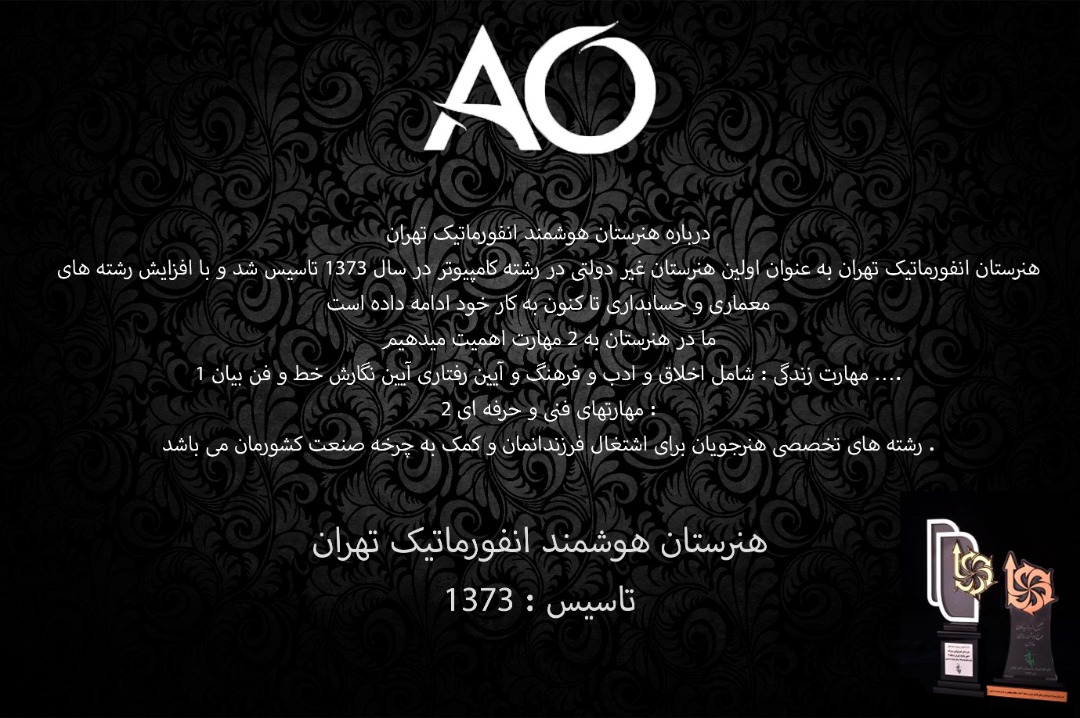 AO
درباره هنرستان هوشمند انفورماتیک تهران
هنرستان انفورماتیک تهران به عنوان اولین هنرستان غیر دولتی در رشته کامپیوتر در سال 1373 تاسیس شد و با افزایش رشته های
معماری و حسابداری تا کنون به کار خود ادامه داده است
ما در هنرستان به 2 مهارت اهمیت میدهیم
.... مهارت زندگی : شامل اخلاق و ادب و فرهنگ و آیین رفتاری آیین نگارش خط و فن بیان 1
: مهارتهای فنی و حرفه ای 2
. رشته های تخصصی هنرجویان برای اشتغال فرزندانمان و کمک به چرخه صنعت کشورمان می باشد
هنرستان هوشمند انفورماتیک تهران
تاسیس : 1373